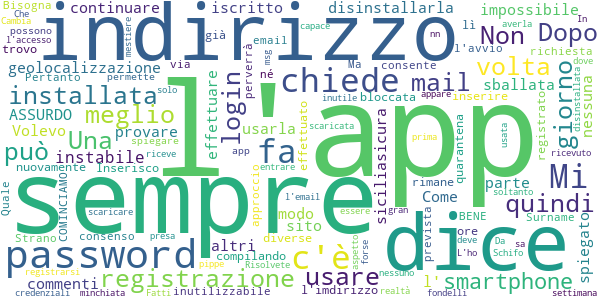 Bisogna
Che
Cambia
possono
l'accesso
trovo
continuare
mestiere
iscritto
già
email
msg
disinstallarla
lì
Ma
capace
nn
impossibile
averla
l'avvio
In
Non
Dopo
indirizzo
geolocalizzazione
Pertanto
permette
via
perverrà
né
consente
chiede
mail
volta
richiesta
sballata
dove
solo
installata
ASSURDO
meglio
Volevo
provare
Una
può
instabile
nuovamente
Inserisco
spiegare
riceve
effettuare
login
usarla
app
l'app
inutile
bloccata
scaricata
effettuato
appare
inserire
prima
usata
giorno
registrato
nessuna
disinstallata
ricevuto
fa
siciliasicura
entrare
l'email
rimane
quarantena
soltanto
Mi
Quale
COMINCIAMO
scaricare
sempre
approccio
modo
sito
essere
Come
gran
parte
ore
deve
prevista
quindi
BENE
Surname
Da
sa
spiegato
dice
Strano
consenso
presa
altri
diverse
compilando
Risolvete
forse
aspetto
nessuno
L'ho
Schifo
password
c'è
usare
l'
smartphone
commenti
registrazione
registrarsi
pippe
inutilizzabile
l'imdirizzo
realtà
credenziali
minchiata
Fatti
fondelli
settimana